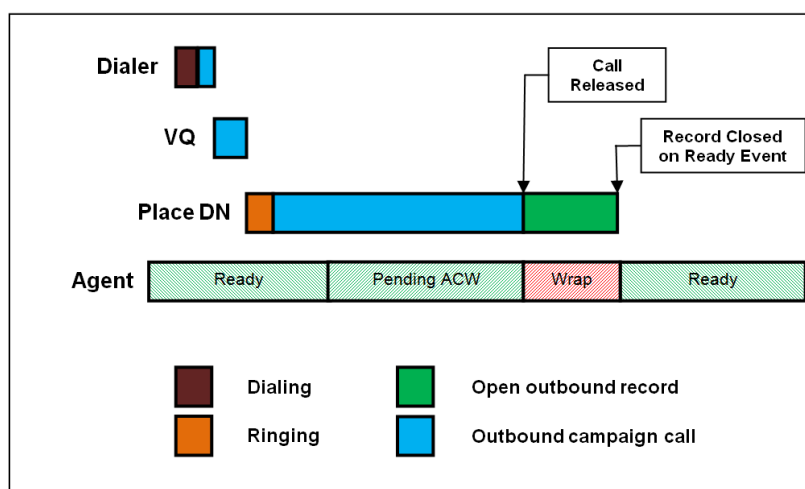 Dialer
Call
Released
VQ
Record Closed
on Ready Event
Place DN
Agent
Ready
Pending ACW
Wrap
Ready
Dialing
Open outbound record
Ringing
Outbound campaign call